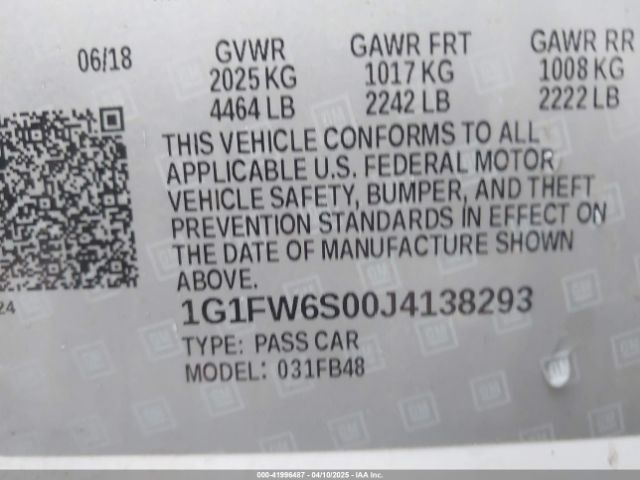 06/18 GVWR GAWR FRT GAWR RR
2025 KG 1017 KG 1008 KG
4464 LB 2242 LB 2222 LB
THIS VEHICLE CONFORMS TO ALL
APPLICABLE U.S. FEDERAL MOTOR
VEHICLE SAFETY, BUMPER, AND THEFT
PREVENTION STANDARDS IN EFFECT ON
THE DATE OF MANUFACTURE SHOWN
ABOVE.
24 1G1FW6S00J4138293
TYPE: PASS CAR
MODEL: 031FB48
GM
000-41996487 - 04/10/2025 - IAA Inc.